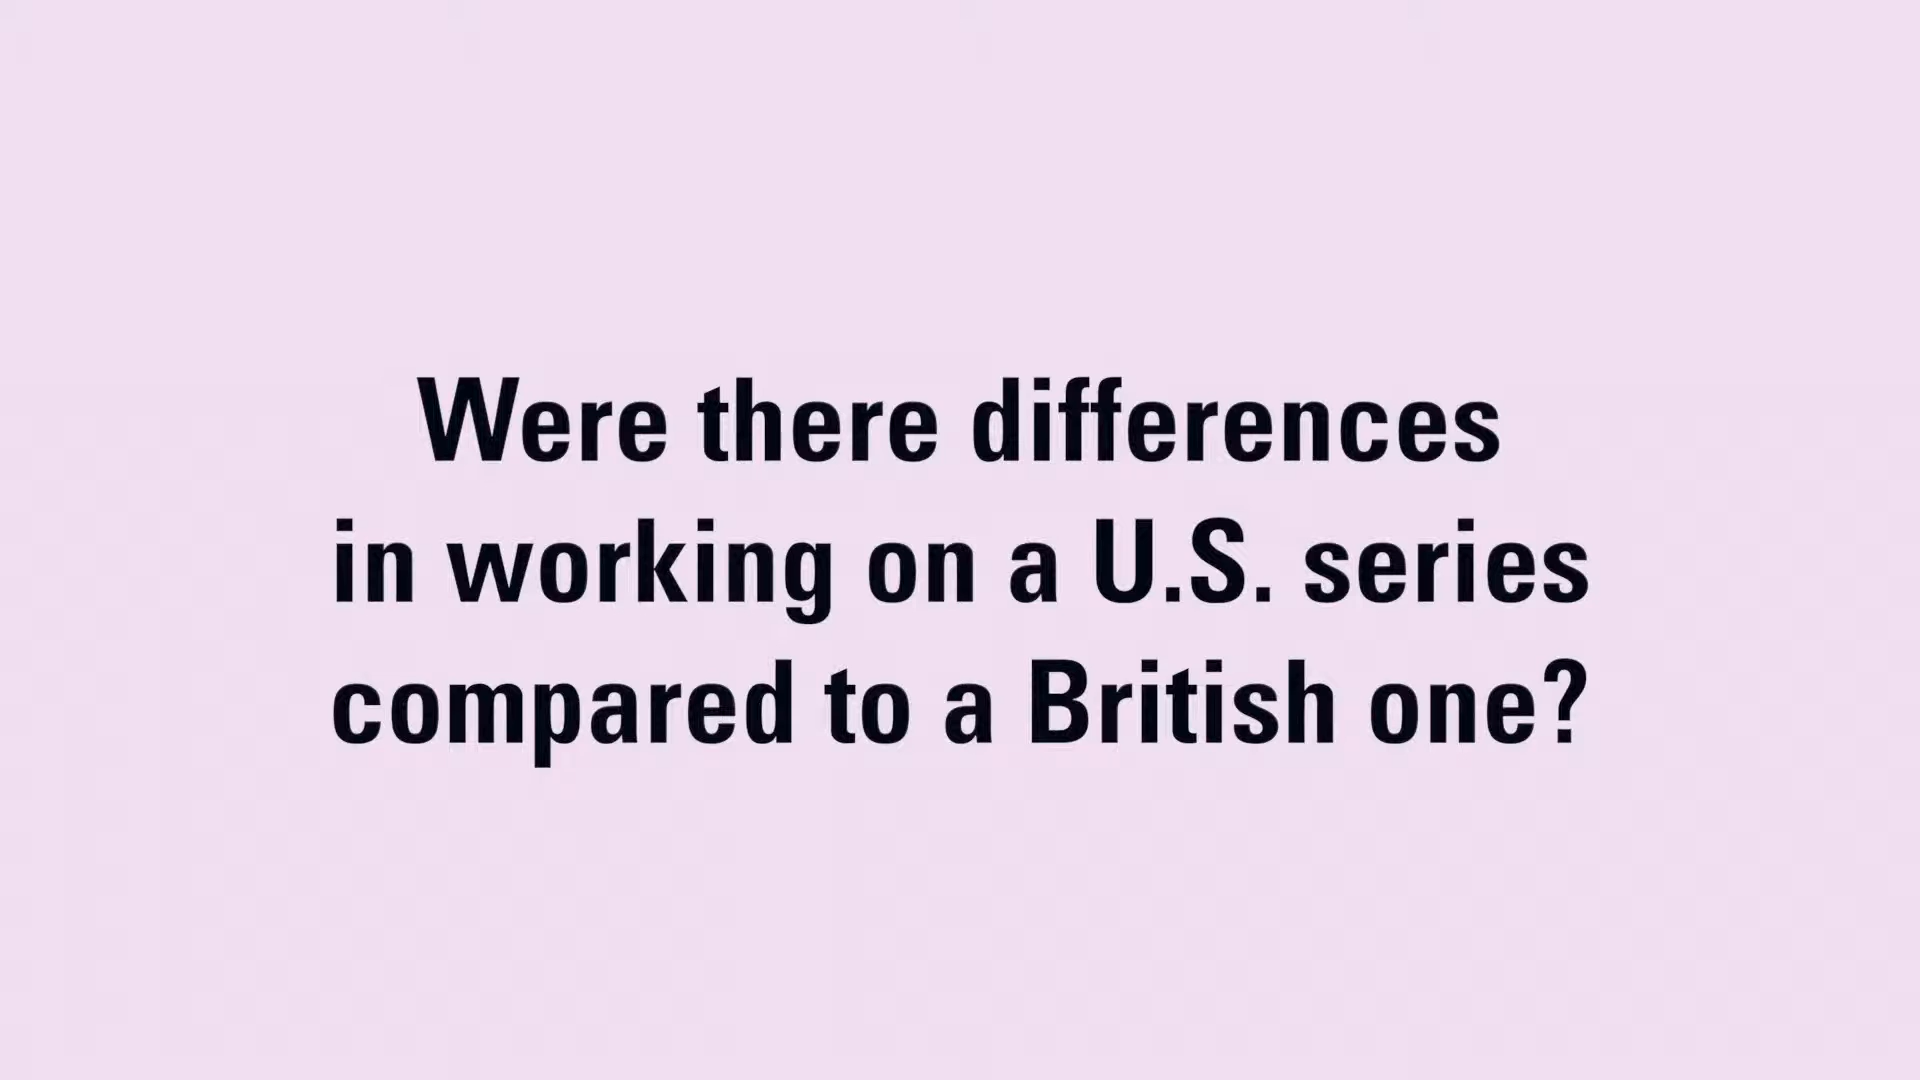 Were there differences
in working on a U.S. series
compared to a British one?